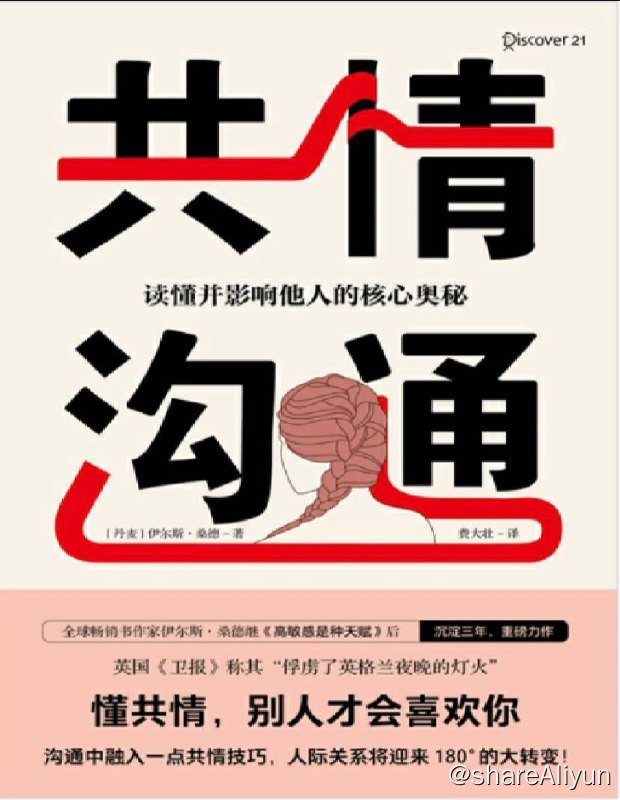 Discover 21
共情
读懂并影响他人的核心奥秘
沟通
［丹麦］伊尔斯·桑德－著
费大壮－译
全球畅销书作家伊尔斯·桑德继《高敏感是种天赋》后 沉淀三年，重磅力作
英国《卫报》称其“俘虏了英格兰夜晚的灯火”
懂共情，别人才会喜欢你
沟通中融入一点共情技巧，人际关系将迎来180°的大转变！
@shareAliyun